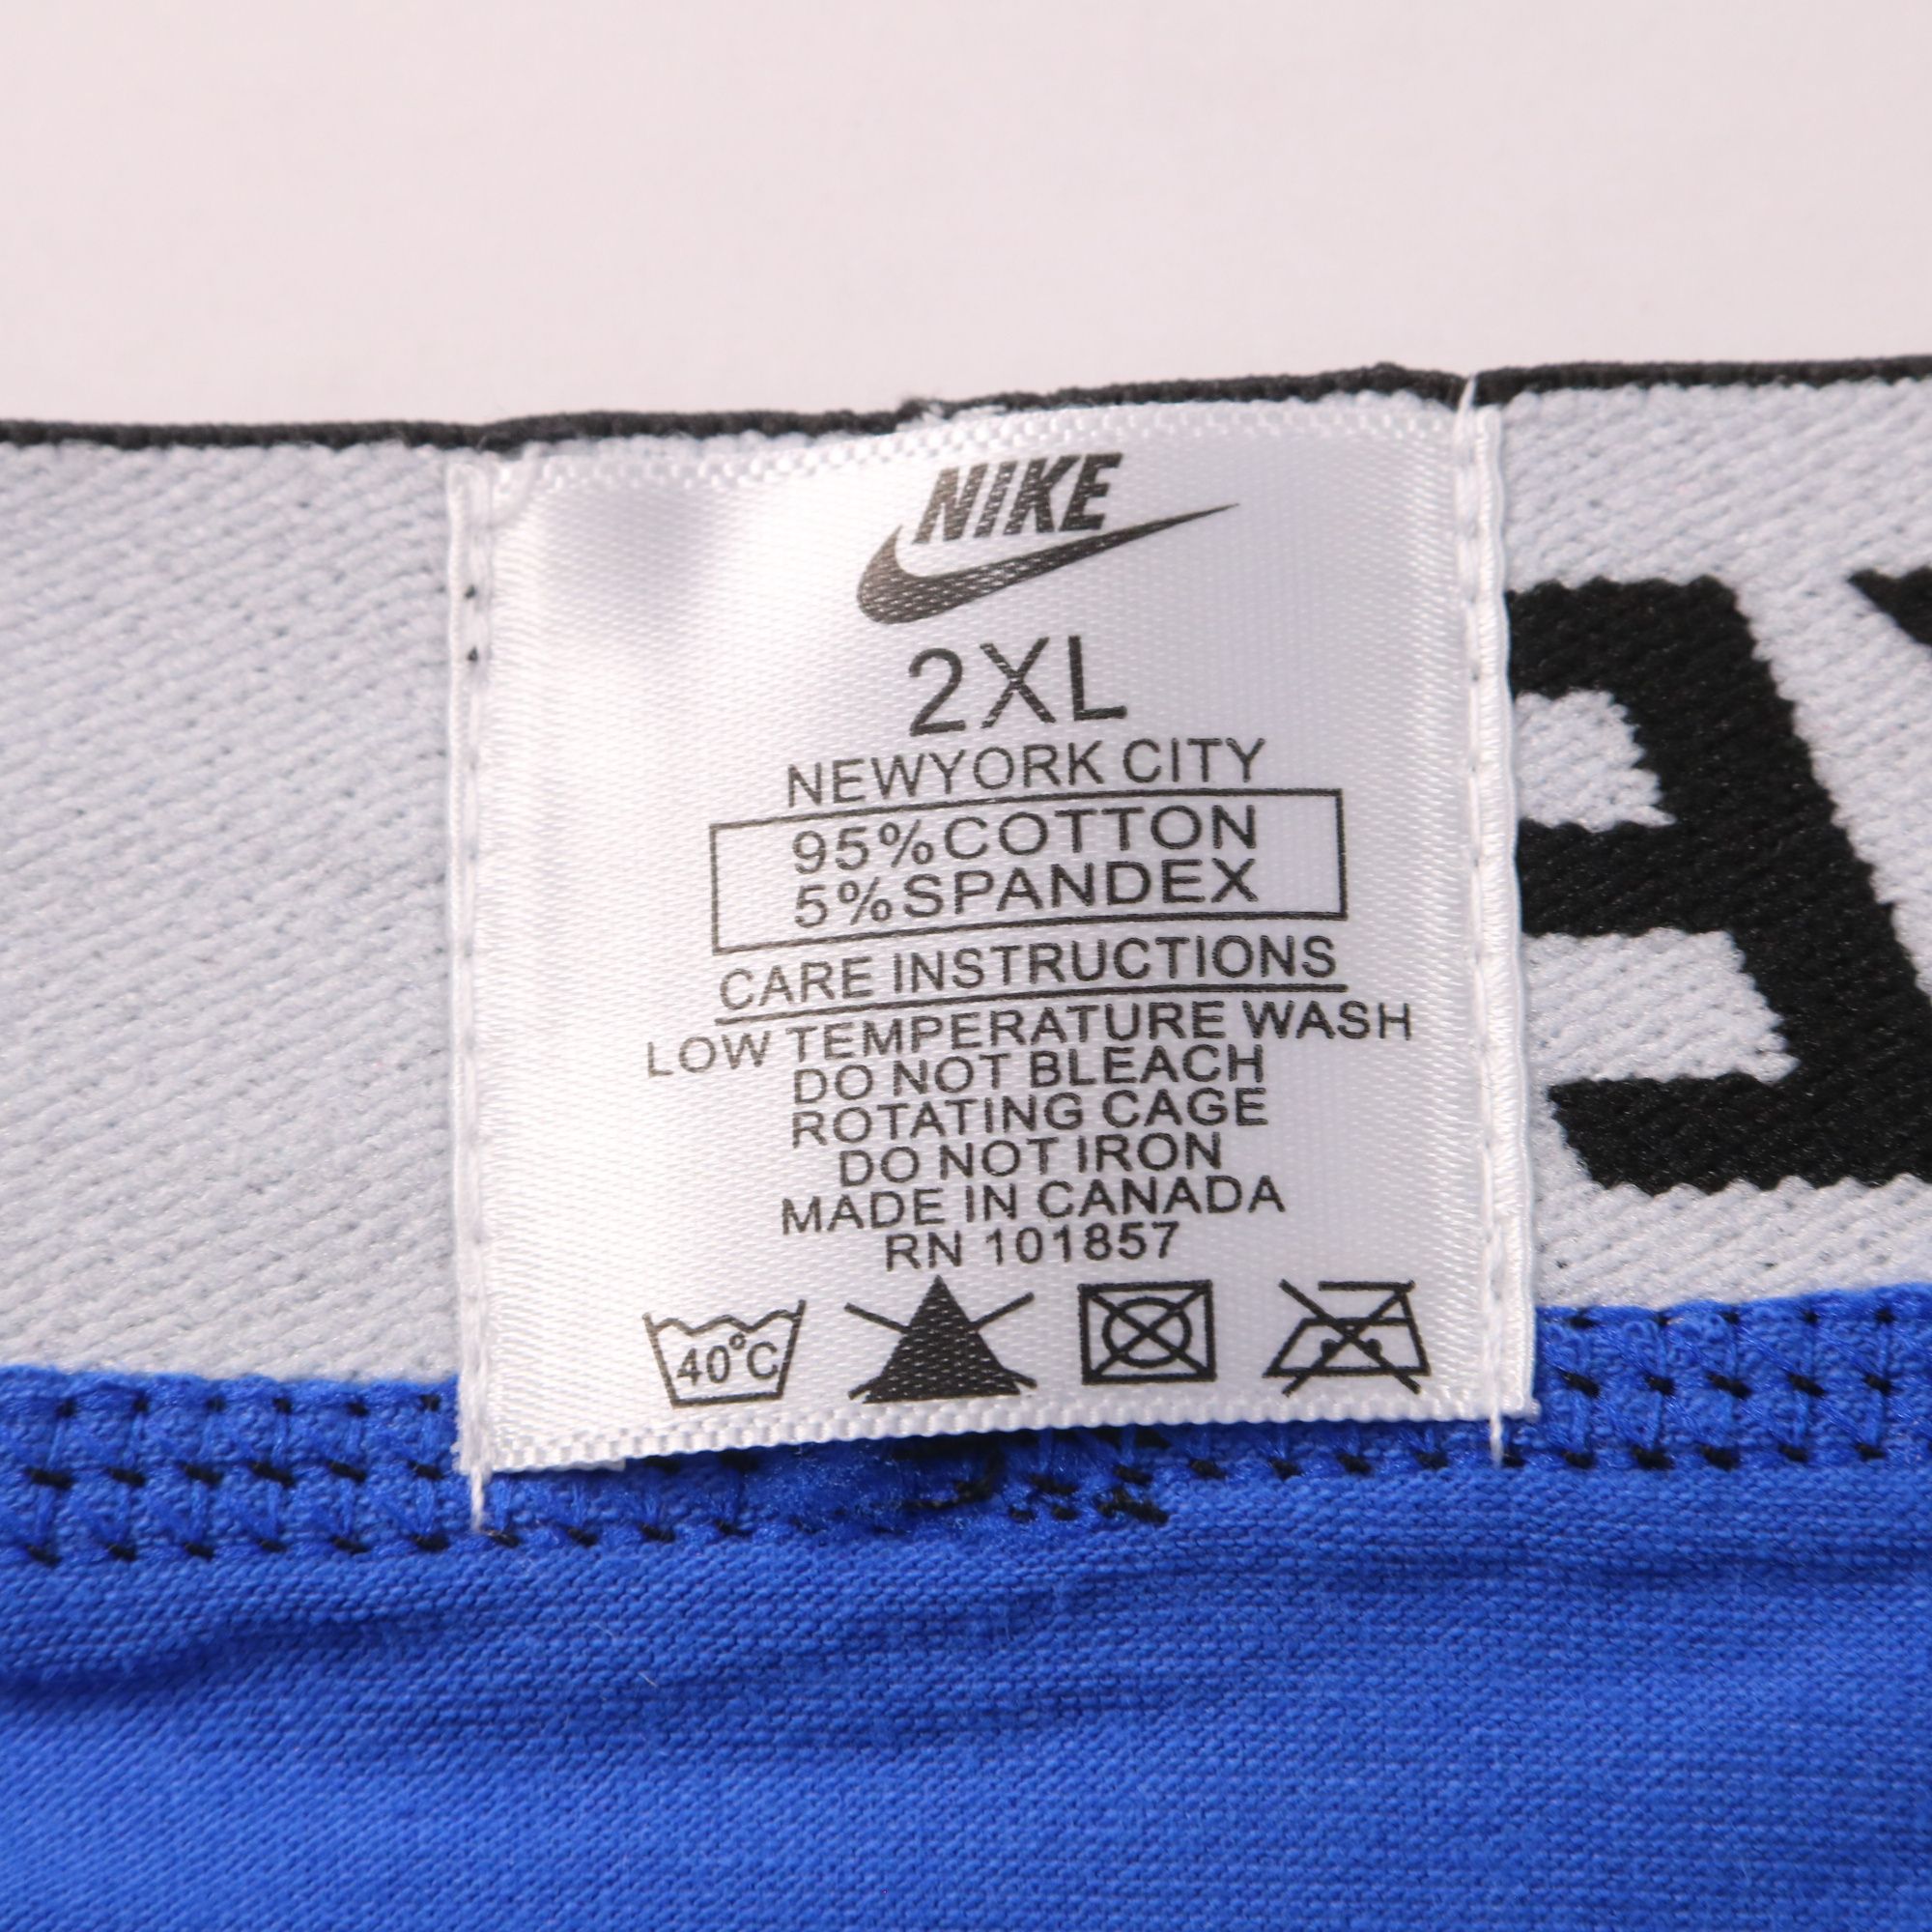 NIKE
2XL
NEWYORK CITY
95%COTTON
5%SPANDEX
CARE INSTRUCTIONS
LOW TEMPERATURE WASH
DO NOT BLEACH
ROTATING CAGE
DO NOT IRON
MADE IN CANADA
RN 101857
40°C